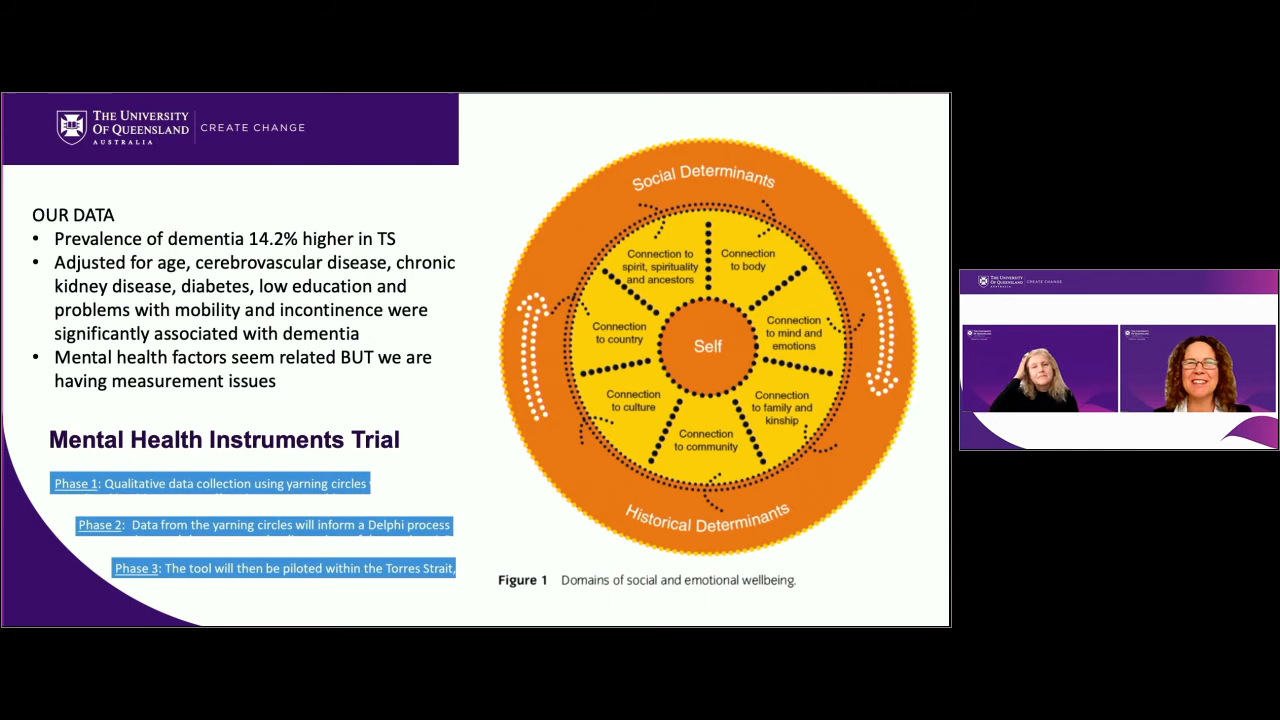 THE UNIVERSITY
OF QUEENSLAND
AUSTRALIA
CREATE CHANGE
OUR DATA
• Prevalence of dementia 14.2% higher in TS
• Adjusted for age, cerebrovascular disease, chronic
kidney disease, diabetes, low education and
problems with mobility and incontinence were
significantly associated with dementia
• Mental health factors seem related BUT we are
having measurement issues
Mental Health Instruments Trial
Phase 1: Qualitative data collection using yarning circles
Phase 2: Data from the yarning circles will inform a Delphi process
Phase 3: The tool will then be piloted within the Torres Strait,
Social Determinants
Connection to
spirit, spirituality
and ancestors
Connection
to body
Connection
to country
Self
Connection
to mind and
emotions
Connection
to culture
Connection
to family and
kinship
Connection
to community
Historical Determinants
Figure 1 Domains of social and emotional wellbeing.
THE UNIVERSITY
OF QUEENSLAND
CREATE CHANGE